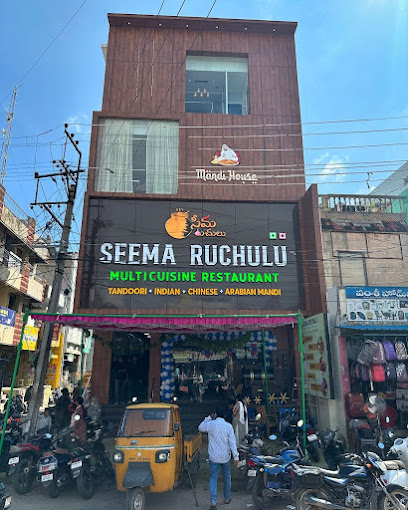 Mandi House
సీమ
రుచులు
SEEMA RUCHULU
MULTICUISINE RESTAURANT
TANDOORI • INDIAN • CHINESE • ARABIAN MANDI